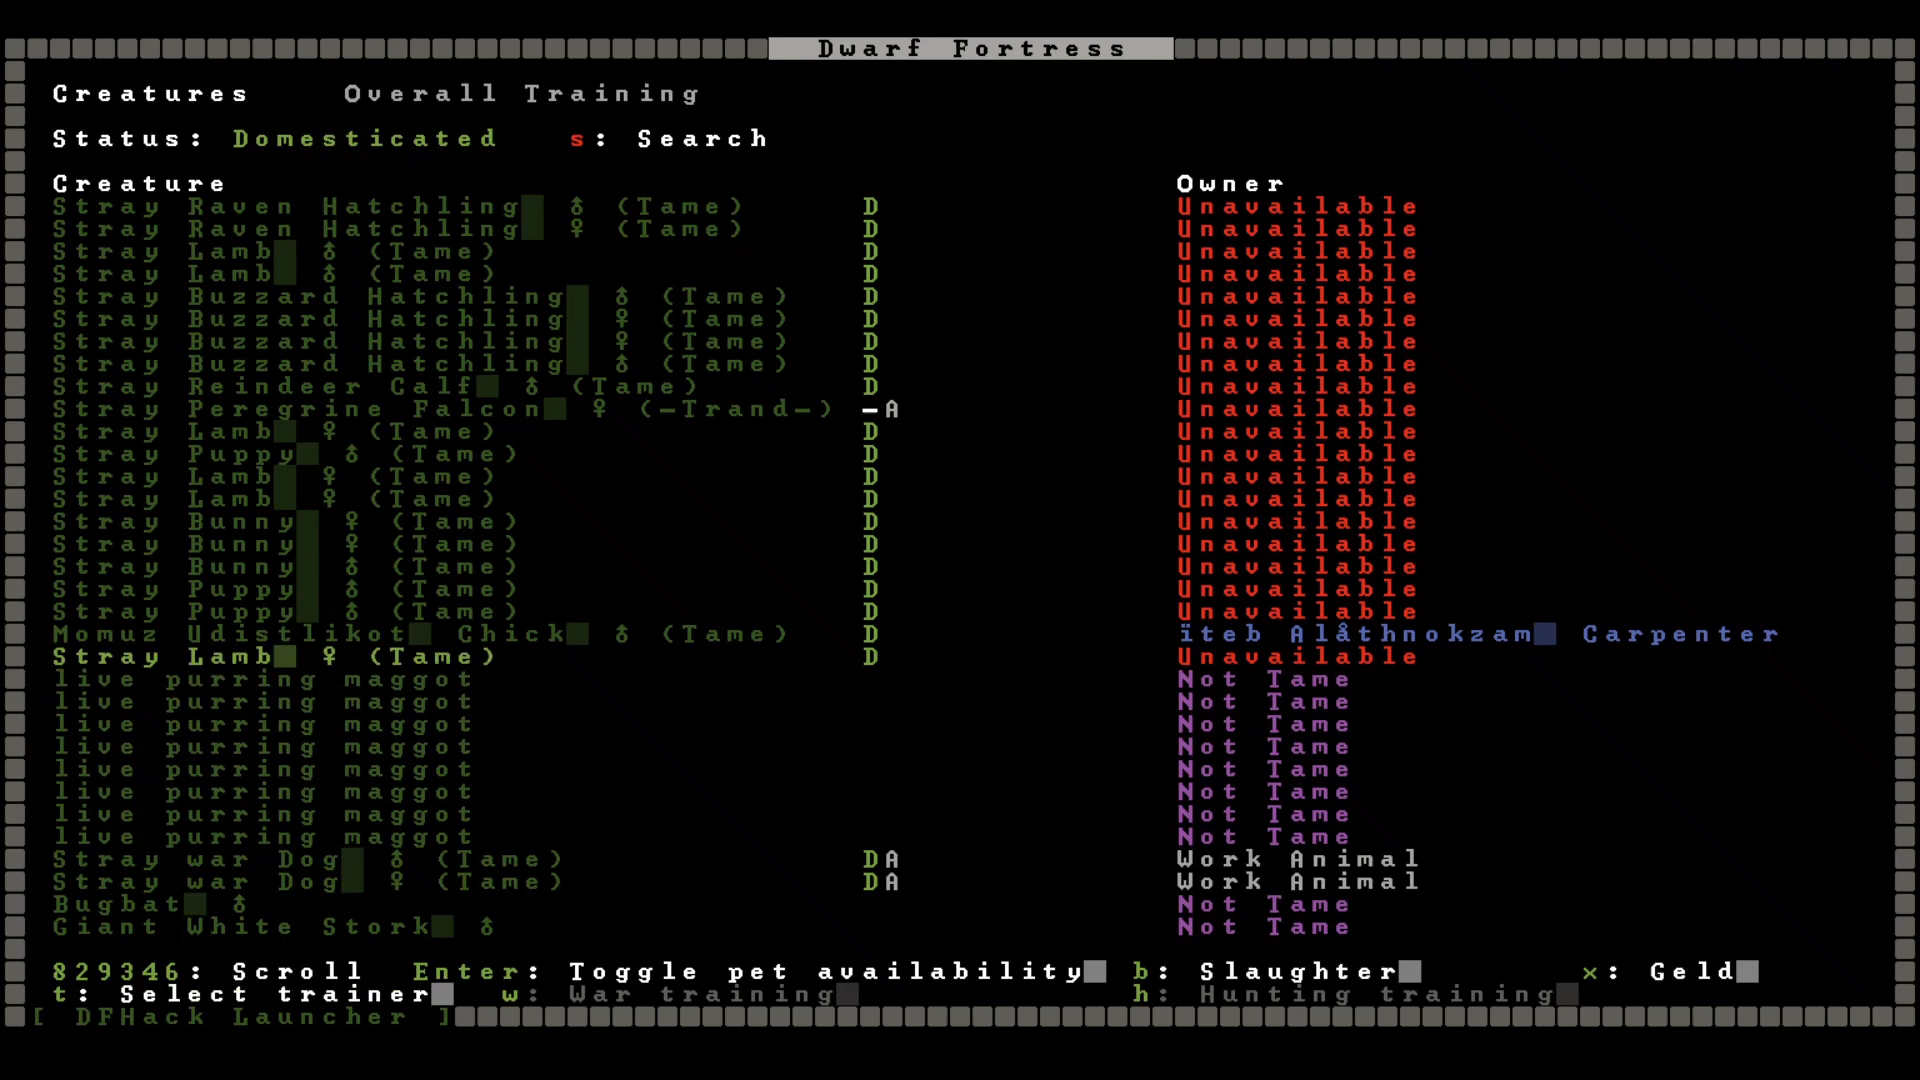 Dwarf Fortress
Creatures Overall Training
Status: Domesticated s: Search
Creature Owner
Stray Raven Hatchling ♂ (Tame) D Unavailable
Stray Raven Hatchling ♀ (Tame) D Unavailable
Stray Lamb ♂ (Tame) D Unavailable
Stray Lamb ♂ (Tame) D Unavailable
Stray Buzzard Hatchling ♂ (Tame) D Unavailable
Stray Buzzard Hatchling ♀ (Tame) D Unavailable
Stray Buzzard Hatchling ♀ (Tame) D Unavailable
Stray Buzzard Hatchling ♂ (Tame) D Unavailable
Stray Reindeer Calf ♂ (Tame) D Unavailable
Stray Peregrine Falcon ♀ (-Trand-) -A Unavailable
Stray Lamb ♀ (Tame) D Unavailable
Stray Puppy ♂ (Tame) D Unavailable
Stray Lamb ♀ (Tame) D Unavailable
Stray Lamb ♀ (Tame) D Unavailable
Stray Bunny ♀ (Tame) D Unavailable
Stray Bunny ♀ (Tame) D Unavailable
Stray Bunny ♂ (Tame) D Unavailable
Stray Puppy ♂ (Tame) D Unavailable
Stray Puppy ♂ (Tame) D Unavailable
Momuz Udistlikot Chick ♂ (Tame) D ïteb Alåthnokzam Carpenter
Stray Lamb ♀ (Tame) D Unavailable
live purring maggot Not Tame
live purring maggot Not Tame
live purring maggot Not Tame
live purring maggot Not Tame
live purring maggot Not Tame
live purring maggot Not Tame
live purring maggot Not Tame
live purring maggot Not Tame
Stray war Dog ♂ (Tame) DA Work Animal
Stray war Dog ♀ (Tame) DA Work Animal
Bugbat ♂ Not Tame
Giant White Stork ♂ Not Tame
829346: Scroll Enter: Toggle pet availability b: Slaughter x: Geld
t: Select trainer w: War training h: Hunting training
[ DFHack Launcher ]